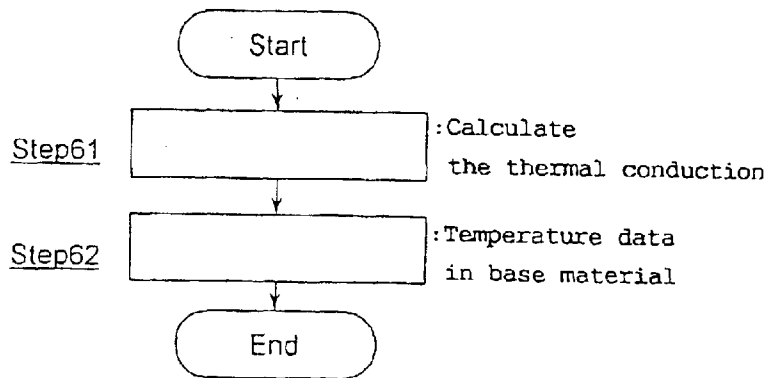 Start
Step61
:Calculate
the thermal conduction
Step62
:Temperature data
in base material
End